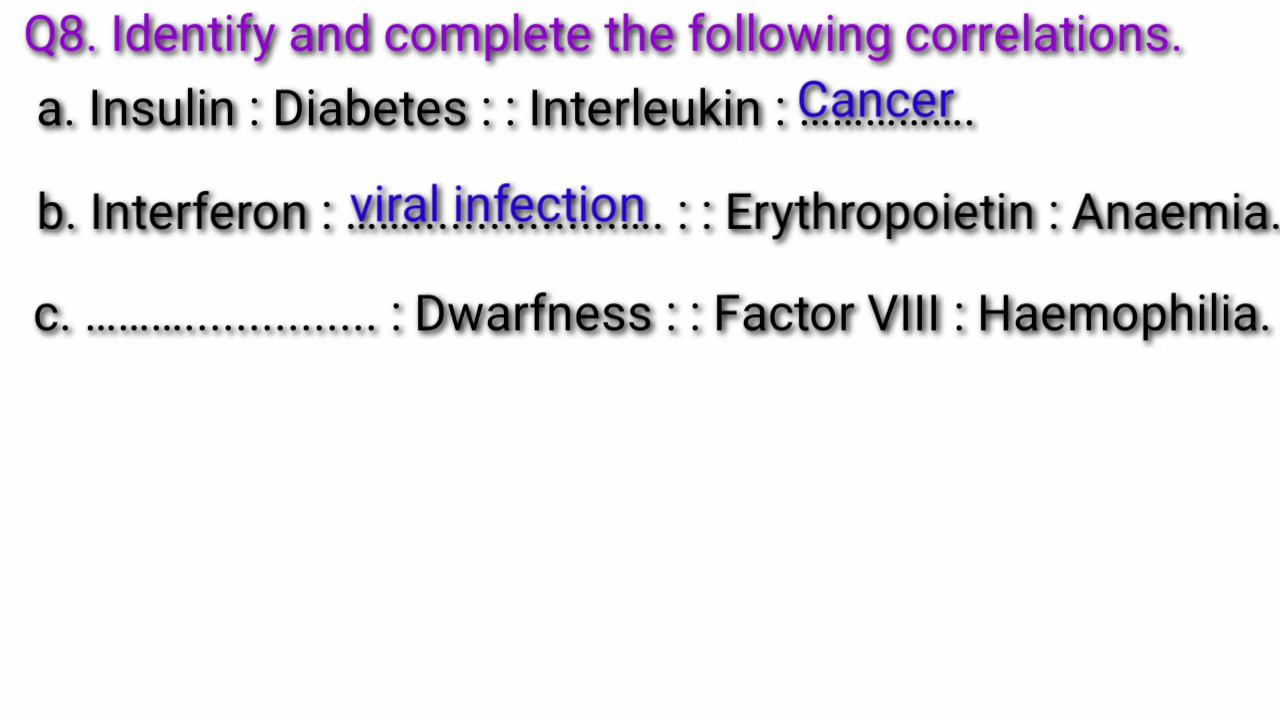 Q8. Identify and complete the following correlations.
a. Insulin : Diabetes : : Interleukin : Cancer................
b. Interferon : viral infection........................ : : Erythropoietin : Anaemia.
c. ........................ : Dwarfness : : Factor VIII : Haemophilia.